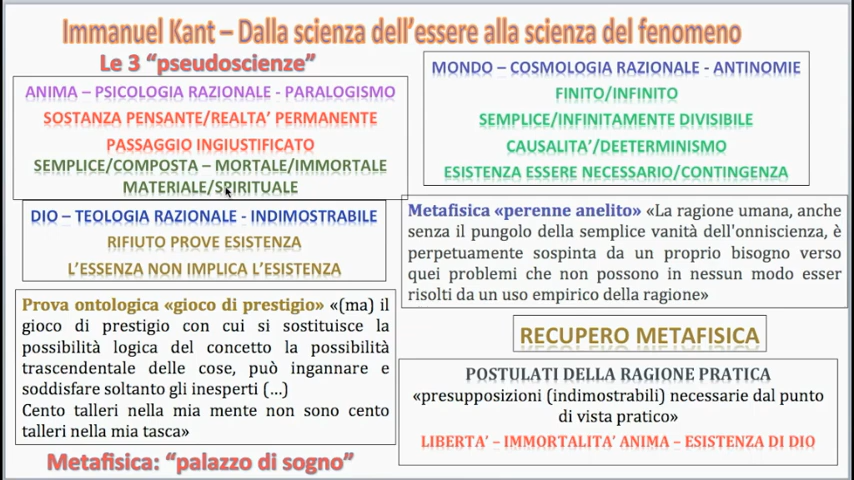 Immanuel Kant – Dalla scienza dell'essere alla scienza del fenomeno
Le 3 “pseudoscienze”
ANIMA – PSICOLOGIA RAZIONALE - PARALOGISMO
SOSTANZA PENSANTE/REALTA’ PERMANENTE
PASSAGGIO INGIUSTIFICATO
SEMPLICE/COMPOSTA – MORTALE/IMMORTALE
MATERIALE/SPIRITUALE
DIO – TEOLOGIA RAZIONALE - INDIMOSTRABILE
RIFIUTO PROVE ESISTENZA
L’ESSENZA NON IMPLICA L’ESISTENZA
Prova ontologica «gioco di prestigio» «(ma) il
gioco di prestigio con cui si sostituisce la
possibilità logica del concetto la possibilità
trascendentale delle cose, può ingannare e
soddisfare soltanto gli inesperti (...)
Cento talleri nella mia mente non sono cento
talleri nella mia tasca»
Metafisica: “palazzo di sogno”
MONDO – COSMOLOGIA RAZIONALE - ANTINOMIE
FINITO/INFINITO
SEMPLICE/INFINITAMENTE DIVISIBILE
CAUSALITA’/DEETERMINISMO
ESISTENZA ESSERE NECESSARIO/CONTINGENZA
Metafisica «perenne anelito» «La ragione umana, anche
senza il pungolo della semplice vanità dell'onniscienza, è
perpetuamente sospinta da un proprio bisogno verso
quei problemi che non possono in nessun modo esser
risolti da un uso empirico della ragione»
RECUPERO METAFISICA
POSTULATI DELLA RAGIONE PRATICA
«presupposizioni (indimostrabili) necessarie dal punto
di vista pratico»
LIBERTA’ – IMMORTALITA’ ANIMA – ESISTENZA DI DIO